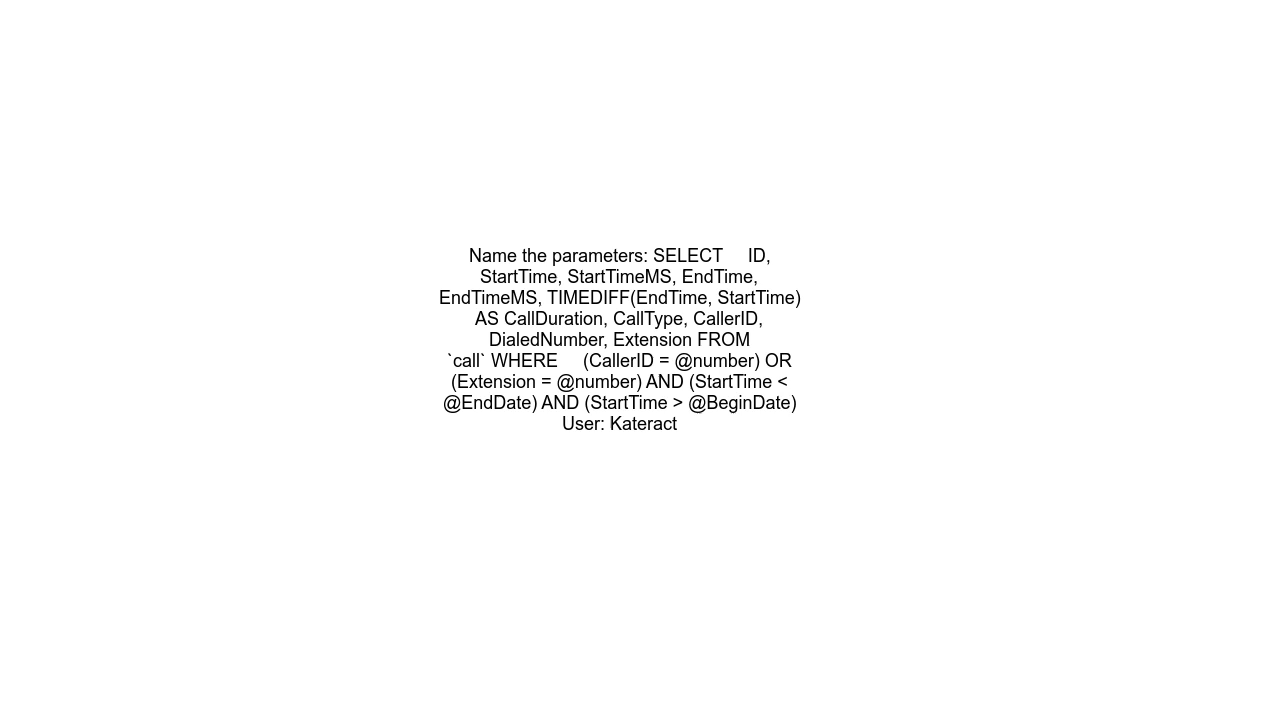 Name the parameters: SELECT     ID,
StartTime, StartTimeMS, EndTime,
EndTimeMS, TIMEDIFF(EndTime, StartTime)
AS CallDuration, CallType, CallerID,
DialedNumber, Extension FROM
`call` WHERE     (CallerID = @number) OR
(Extension = @number) AND (StartTime <
@EndDate) AND (StartTime > @BeginDate)
User: Kateract